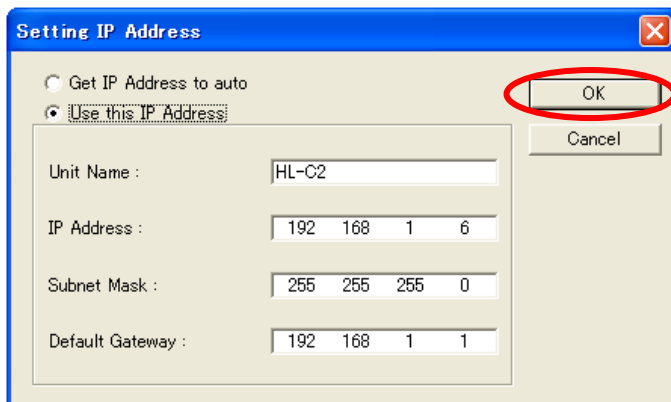 Setting IP Address
Get IP Address to auto
Use this IP Address
OK
Cancel
Unit Name : HL-C2
IP Address : 192 168 1 6
Subnet Mask : 255 255 255 0
Default Gateway : 192 168 1 1